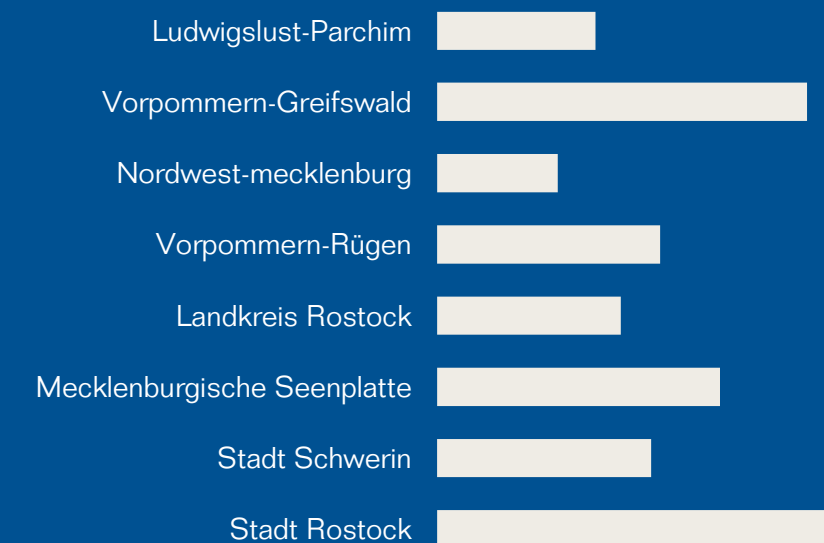 Ludwigslust-Parchim
Vorpommern-Greifswald
Nordwest-mecklenburg
Vorpommern-Rügen
Landkreis Rostock
Mecklenburgische Seenplatte
Stadt Schwerin
Stadt Rostock